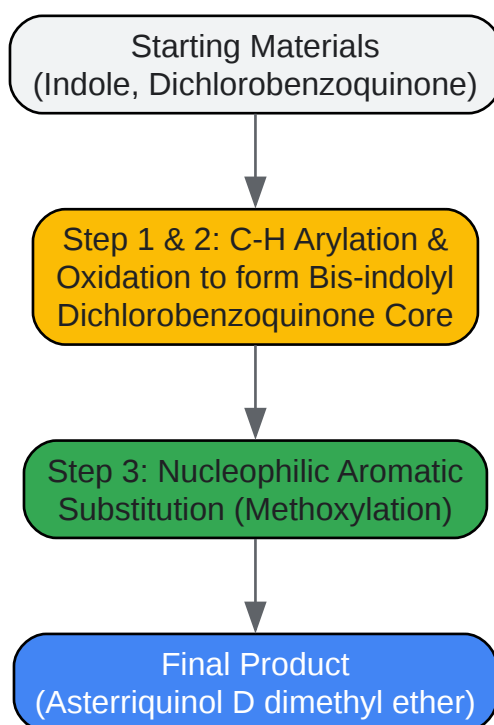 Starting Materials
(Indole, Dichlorobenzoquinone)
Step 1 & 2: C-H Arylation &
Oxidation to form Bis-indolyl
Dichlorobenzoquinone Core
Step 3: Nucleophilic Aromatic
Substitution (Methoxylation)
Final Product
(Asterriquinol D dimethyl ether)